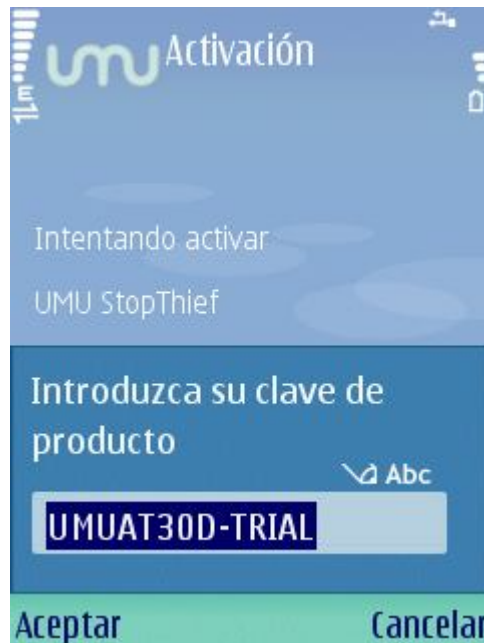 umu Activación
Intentando activar
UMU StopThief
Introduzca su clave de
producto
Abc
UMUAT30D-TRIAL
Aceptar Cancelar